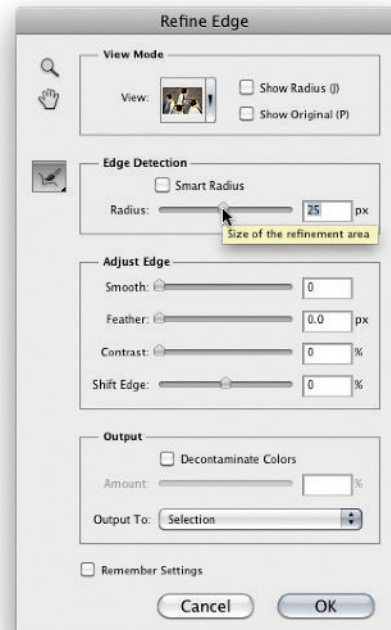 Refine Edge
View Mode
View:
Show Radius (J)
Show Original (P)
Edge Detection
Smart Radius
Radius: 25 px
Size of the refinement area
Adjust Edge
Smooth: 0
Feather: 0.0 px
Contrast: 0 %
Shift Edge: 0 %
Output
Decontaminate Colors
Amount: %
Output To: Selection
Remember Settings
Cancel OK